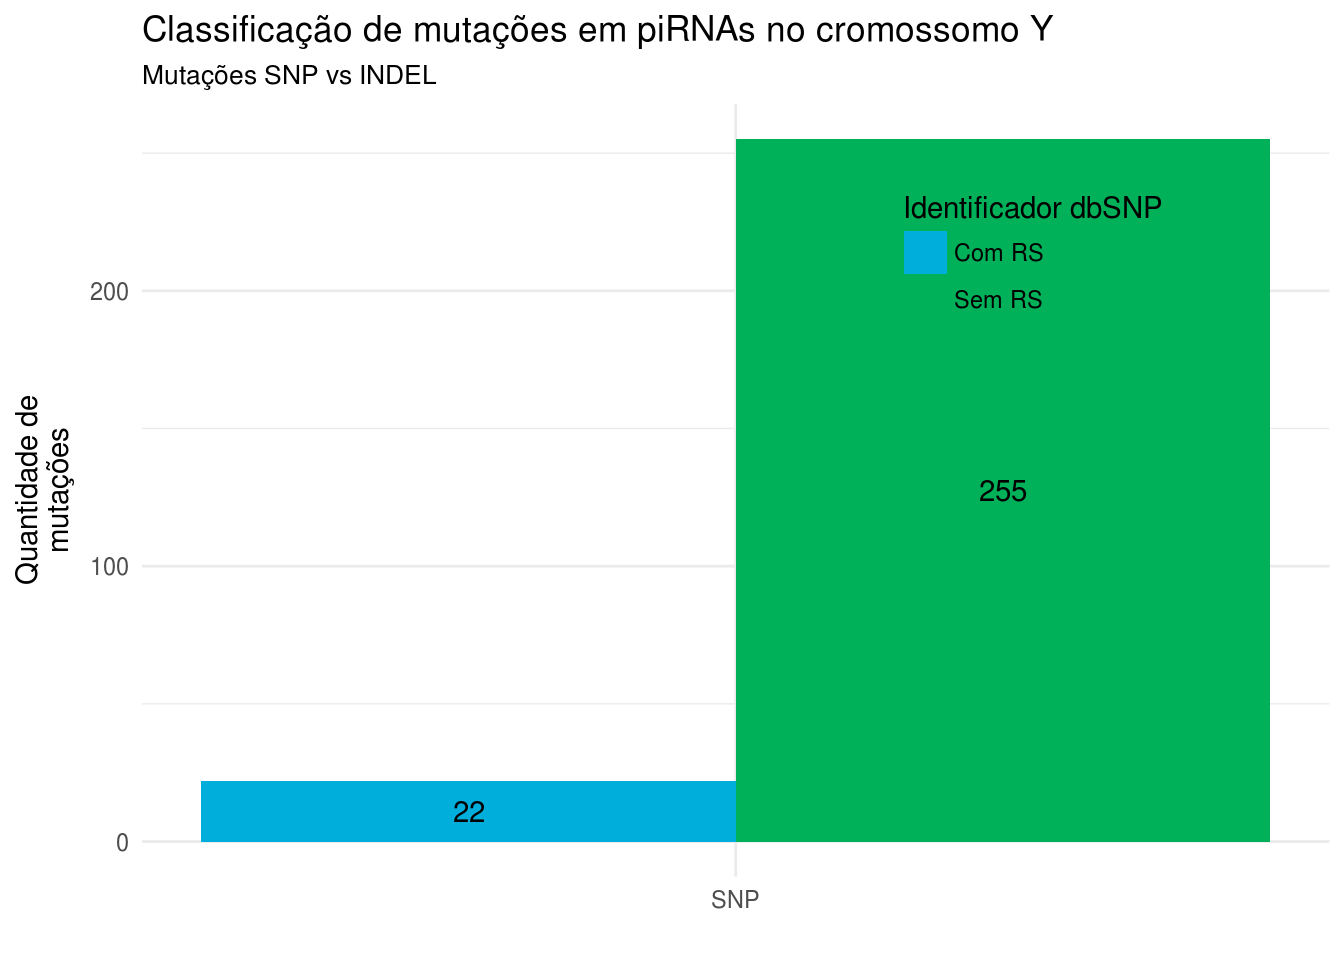 Classificação de mutações em piRNAs no cromossomo Y
Mutações SNP vs INDEL
Identificador dbSNP
Com RS
Sem RS
200
100
0
Quantidade de
mutações
255
22
SNP